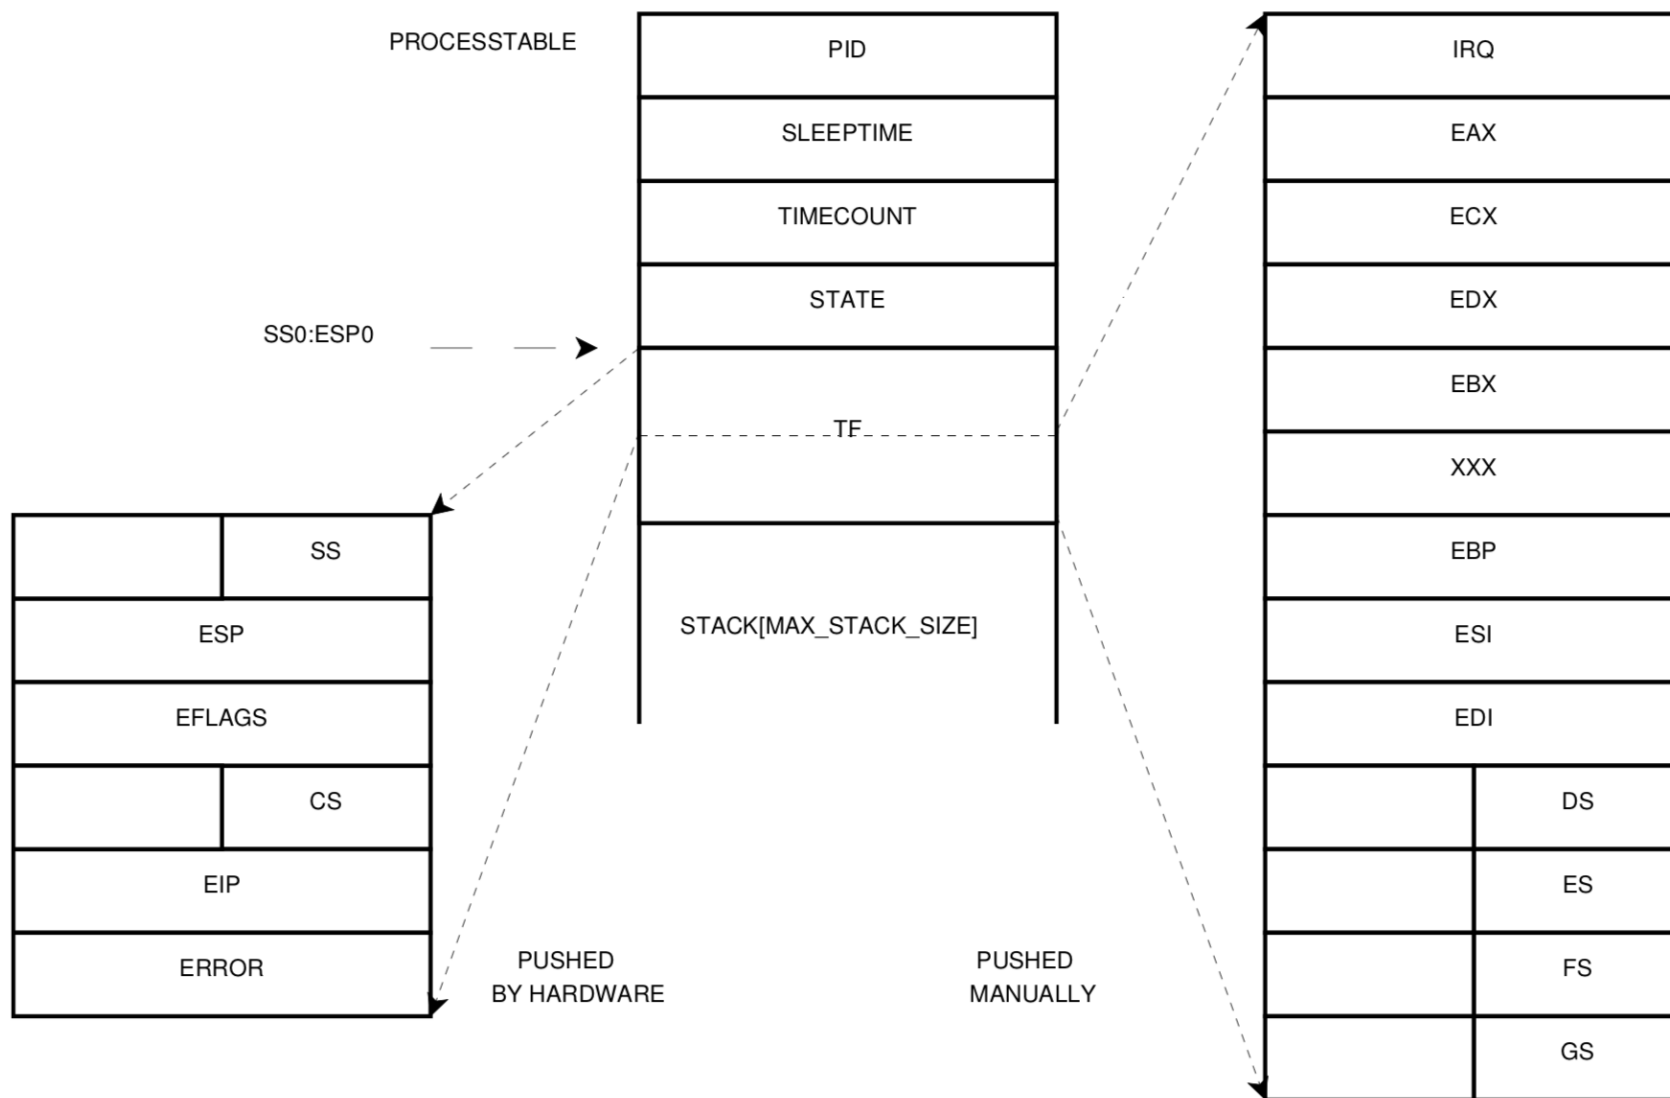 PROCESSTABLE
PID
SLEEPTIME
TIMECOUNT
STATE
SS0:ESP0
TF
STACK[MAX_STACK_SIZE]
SS
ESP
EFLAGS
CS
EIP
ERROR
PUSHED
BY HARDWARE
PUSHED
MANUALLY
IRQ
EAX
ECX
EDX
EBX
XXX
EBP
ESI
EDI
DS
ES
FS
GS